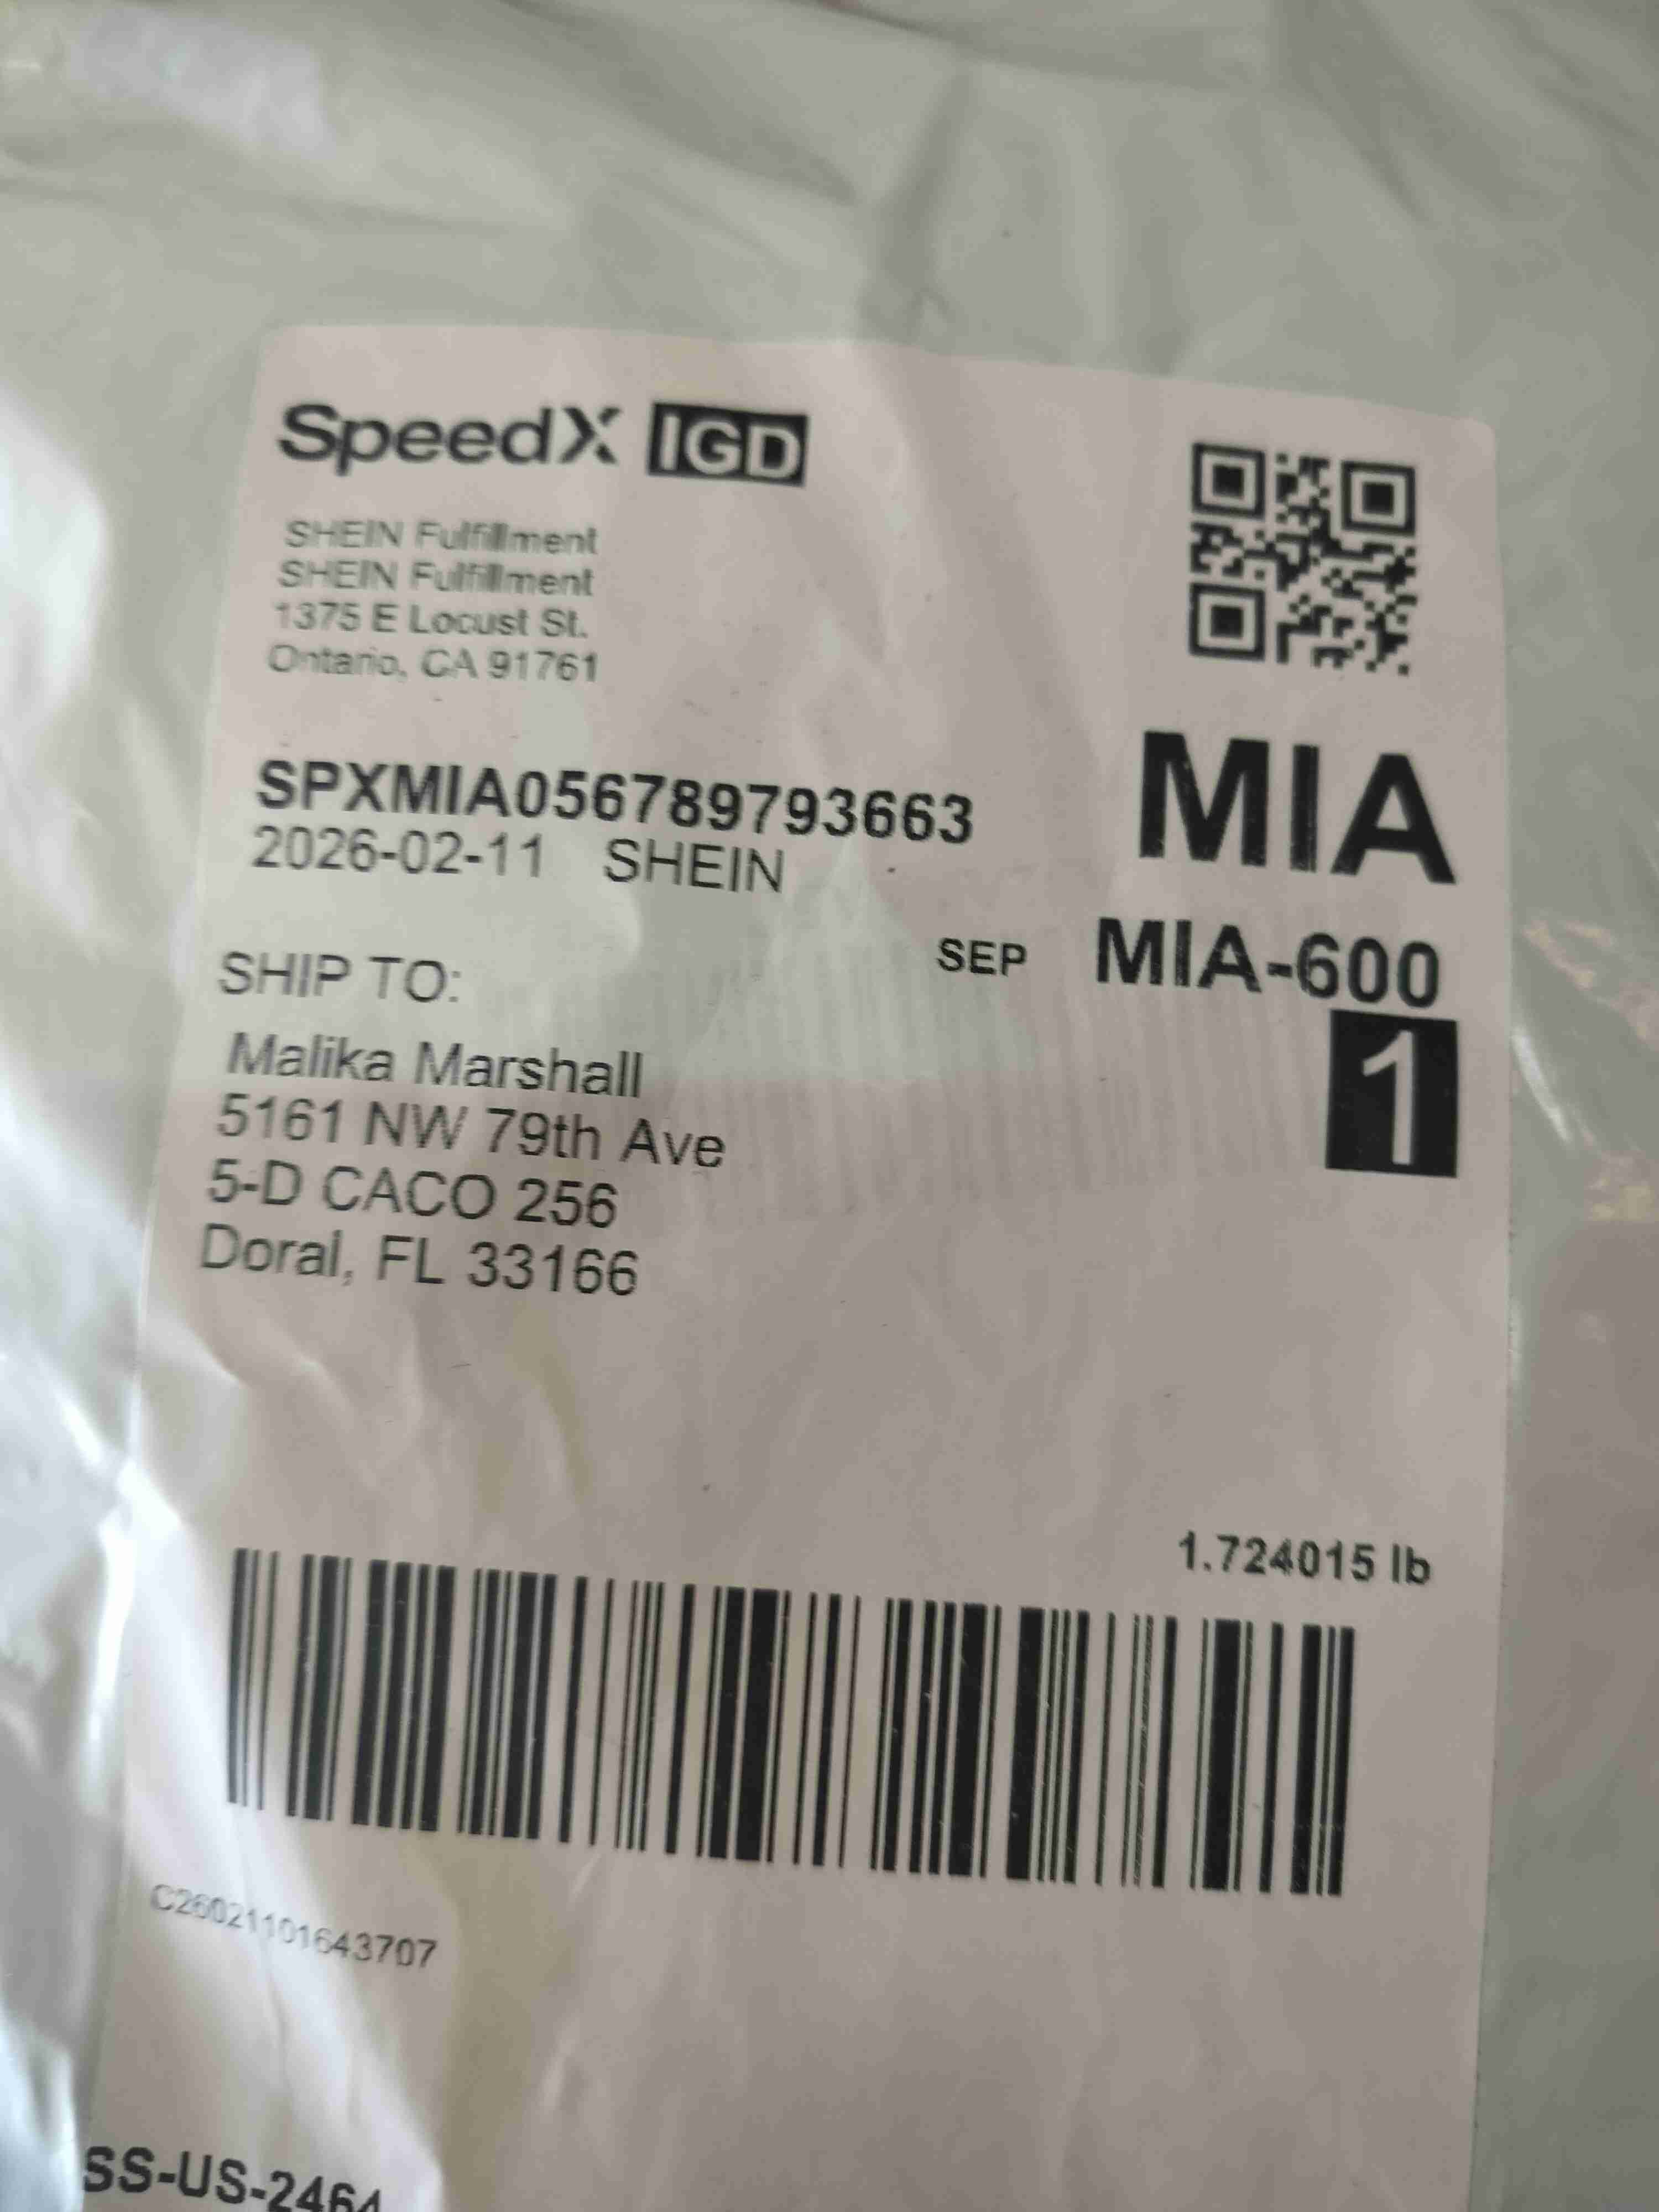 SpeedX IGD
SHEIN Fulfillment
SHEIN Fulfillment
1375 E Locust St.
Ontario, CA 91761
SPXMIA056789793663
2026-02-11 SHEIN
MIA
SEP MIA-600
1
SHIP TO:
Malika Marshall
5161 NW 79th Ave
5-D CACO 256
Doral, FL 33166
1.724015 lb
C26021101643707
SS-US-2464